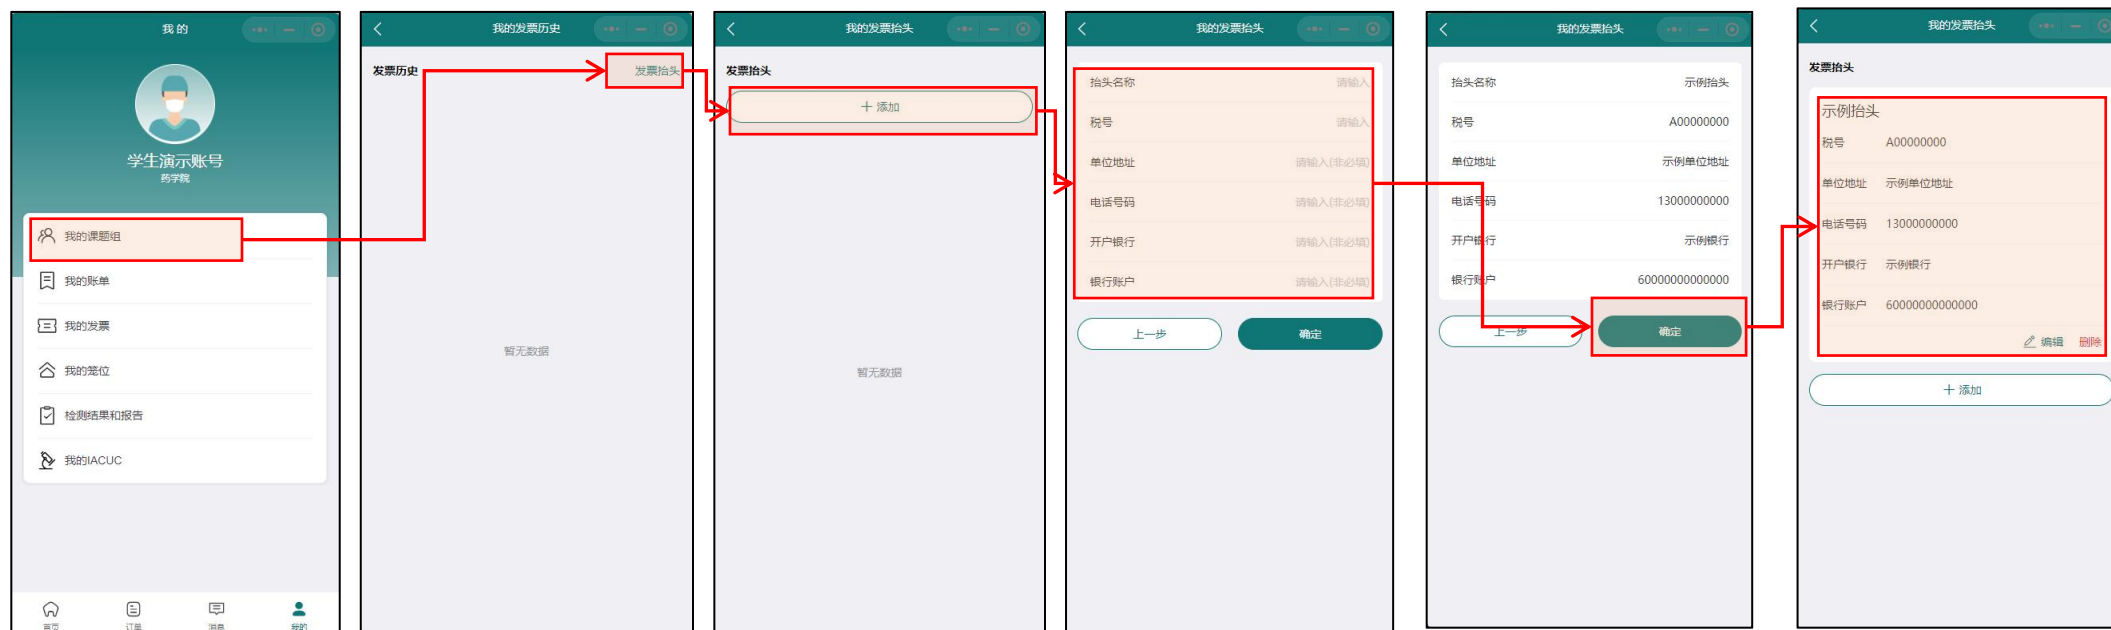 我的
学生演示账号
药学院
我的课题组
我的账单
我的发票
我的笼位
检测结果和报告
我的IACUC
首页
订单
消息
我的
我的发票历史
发票历史
发票抬头
暂无数据
我的发票抬头
发票抬头
＋ 添加
暂无数据
我的发票抬头
抬头名称 请输入
税号 请输入
单位地址 请输入(非必填)
电话号码 请输入(非必填)
开户银行 请输入(非必填)
银行账户 请输入(非必填)
上一步
确定
我的发票抬头
抬头名称 示例抬头
税号 A00000000
单位地址 示例单位地址
电话号码 13000000000
开户银行 示例银行
银行账户 60000000000000
上一步
确定
我的发票抬头
发票抬头
示例抬头
税号 A00000000
单位地址 示例单位地址
电话号码 13000000000
开户银行 示例银行
银行账户 60000000000000
编辑 删除
＋ 添加